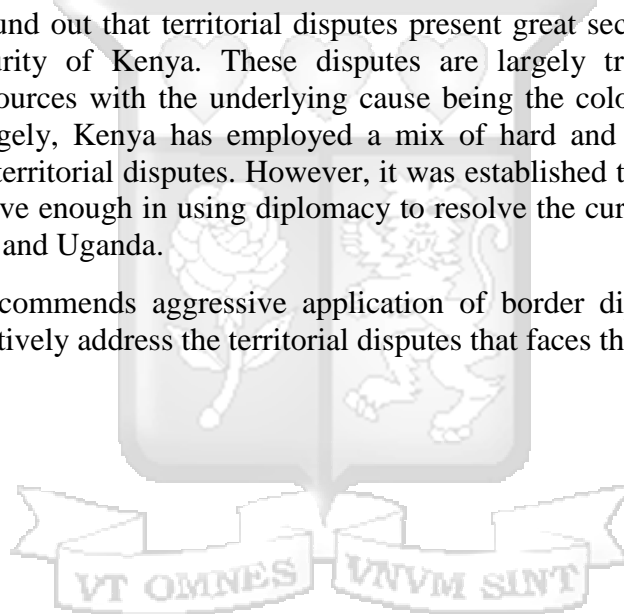 und out that territorial disputes present great sec
urity of Kenya. These disputes are largely tr
ources with the underlying cause being the colo
gely, Kenya has employed a mix of hard and
territorial disputes. However, it was established t
ve enough in using diplomacy to resolve the cur
and Uganda.
commends aggressive application of border di
tively address the territorial disputes that faces th
VT OMNES VNVM SINT